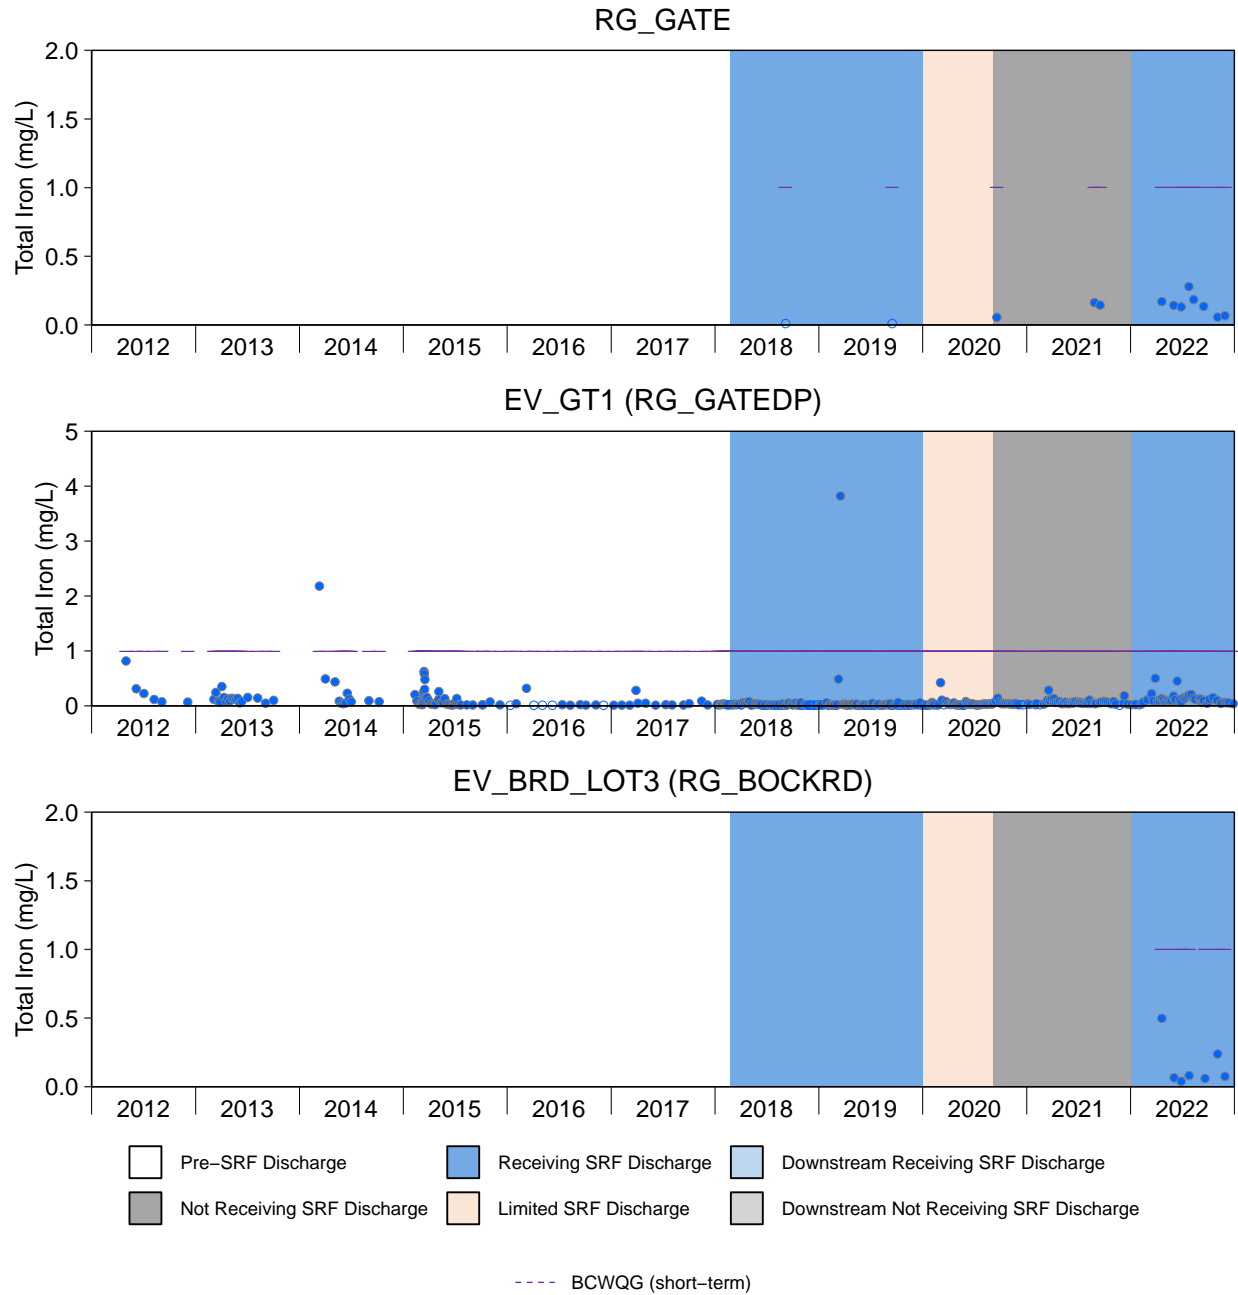 RG_GATE
Total Iron (mg/L)
2.0
1.5
1.0
0.5
0.0
2012 2013 2014 2015 2016 2017 2018 2019 2020 2021 2022
EV_GT1 (RG_GATEDP)
Total Iron (mg/L)
5
4
3
2
1
0
2012 2013 2014 2015 2016 2017 2018 2019 2020 2021 2022
EV_BRD_LOT3 (RG_BOCKRD)
Total Iron (mg/L)
2.0
1.5
1.0
0.5
0.0
2012 2013 2014 2015 2016 2017 2018 2019 2020 2021 2022
Pre−SRF Discharge Receiving SRF Discharge Downstream Receiving SRF Discharge
Not Receiving SRF Discharge Limited SRF Discharge Downstream Not Receiving SRF Discharge
BCWQG (short−term)